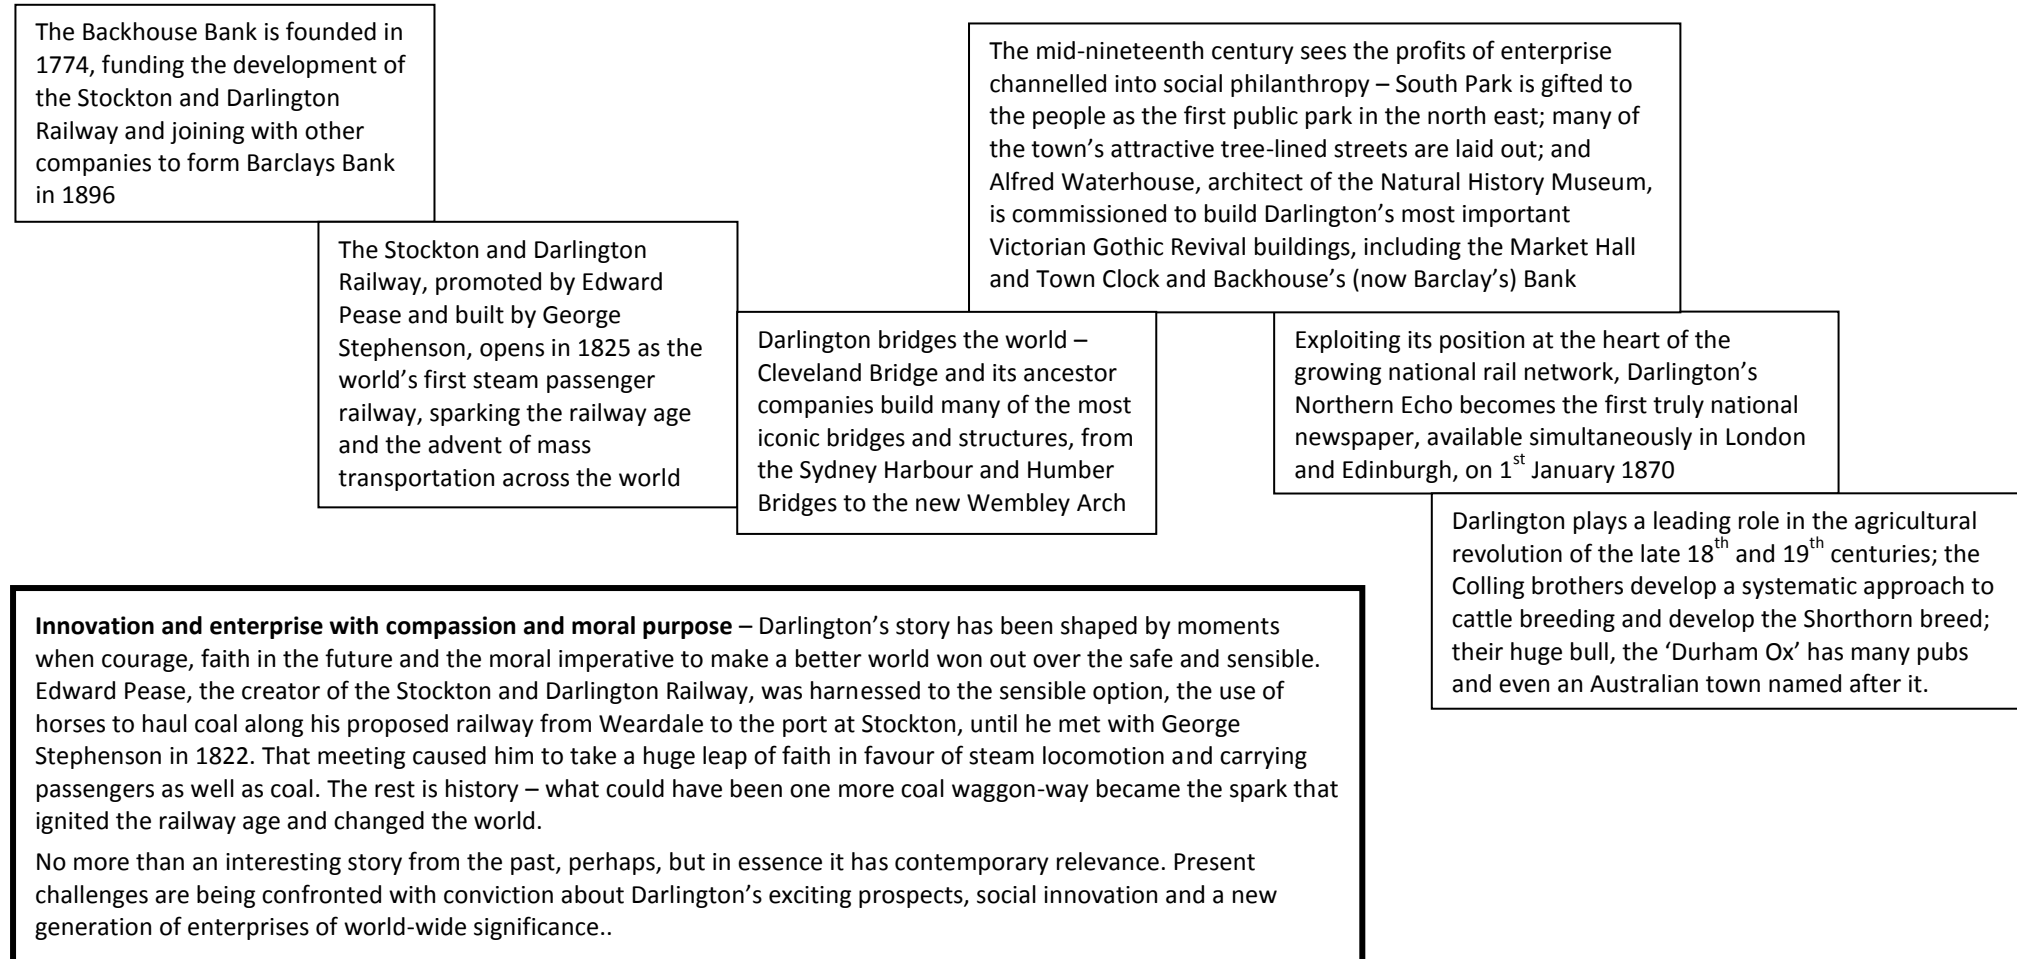 The Backhouse Bank is founded in
1774, funding the development of
the Stockton and Darlington
Railway and joining with other
companies to form Barclays Bank
in 1896
The Stockton and Darlington
Railway, promoted by Edward
Pease and built by George
Stephenson, opens in 1825 as the
world’s first steam passenger
railway, sparking the railway age
and the advent of mass
transportation across the world
Darlington bridges the world –
Cleveland Bridge and its ancestor
companies build many of the most
iconic bridges and structures, from
the Sydney Harbour and Humber
Bridges to the new Wembley Arch
The mid-nineteenth century sees the profits of enterprise
channelled into social philanthropy – South Park is gifted to
the people as the first public park in the north east; many of
the town’s attractive tree-lined streets are laid out; and
Alfred Waterhouse, architect of the Natural History Museum,
is commissioned to build Darlington’s most important
Victorian Gothic Revival buildings, including the Market Hall
and Town Clock and Backhouse’s (now Barclay’s) Bank
Exploiting its position at the heart of the
growing national rail network, Darlington’s
Northern Echo becomes the first truly national
newspaper, available simultaneously in London
and Edinburgh, on 1st January 1870
Darlington plays a leading role in the agricultural
revolution of the late 18th and 19th centuries; the
Colling brothers develop a systematic approach to
cattle breeding and develop the Shorthorn breed;
their huge bull, the ‘Durham Ox’ has many pubs
and even an Australian town named after it.
Innovation and enterprise with compassion and moral purpose – Darlington’s story has been shaped by moments
when courage, faith in the future and the moral imperative to make a better world won out over the safe and sensible.
Edward Pease, the creator of the Stockton and Darlington Railway, was harnessed to the sensible option, the use of
horses to haul coal along his proposed railway from Weardale to the port at Stockton, until he met with George
Stephenson in 1822. That meeting caused him to take a huge leap of faith in favour of steam locomotion and carrying
passengers as well as coal. The rest is history – what could have been one more coal waggon-way became the spark that
ignited the railway age and changed the world.
No more than an interesting story from the past, perhaps, but in essence it has contemporary relevance. Present
challenges are being confronted with conviction about Darlington’s exciting prospects, social innovation and a new
generation of enterprises of world-wide significance..